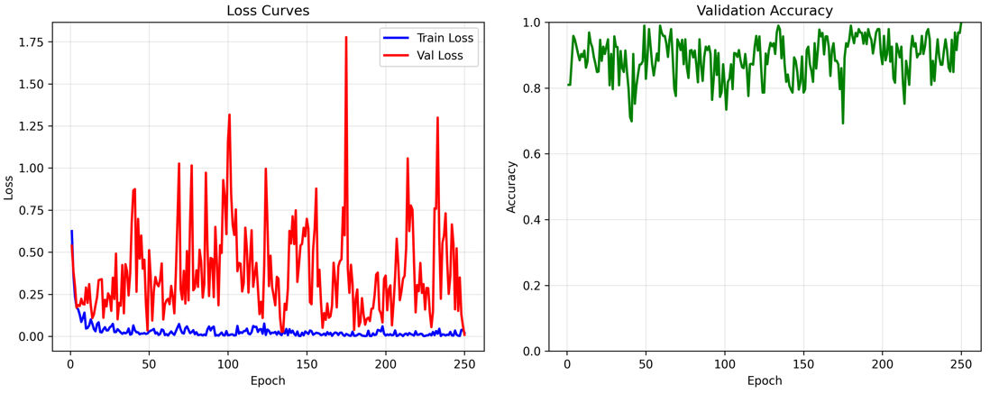 Loss Curves
Train Loss
Val Loss
1.75
1.50
1.25
1.00
0.75
0.50
0.25
0.00
Loss
0 50 100 150 200 250
Epoch
Validation Accuracy
1.0
0.8
0.6
0.4
0.2
0.0
Accuracy
0 50 100 150 200 250
Epoch